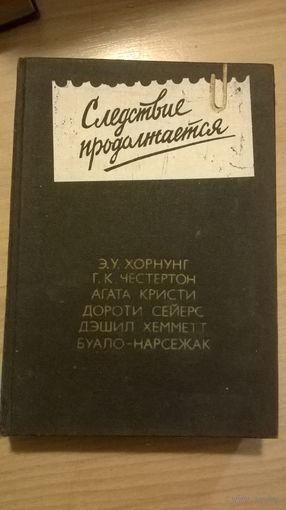 Следствие
продолжается
Э.У. ХОРНУНГ
Г.К. ЧЕСТЕРТОН
АГАТА КРИСТИ
ДОРОТИ СЕЙЕРС
ДЭШИЛ ХЕММЕТТ
БУАЛО-НАРСЕЖАК